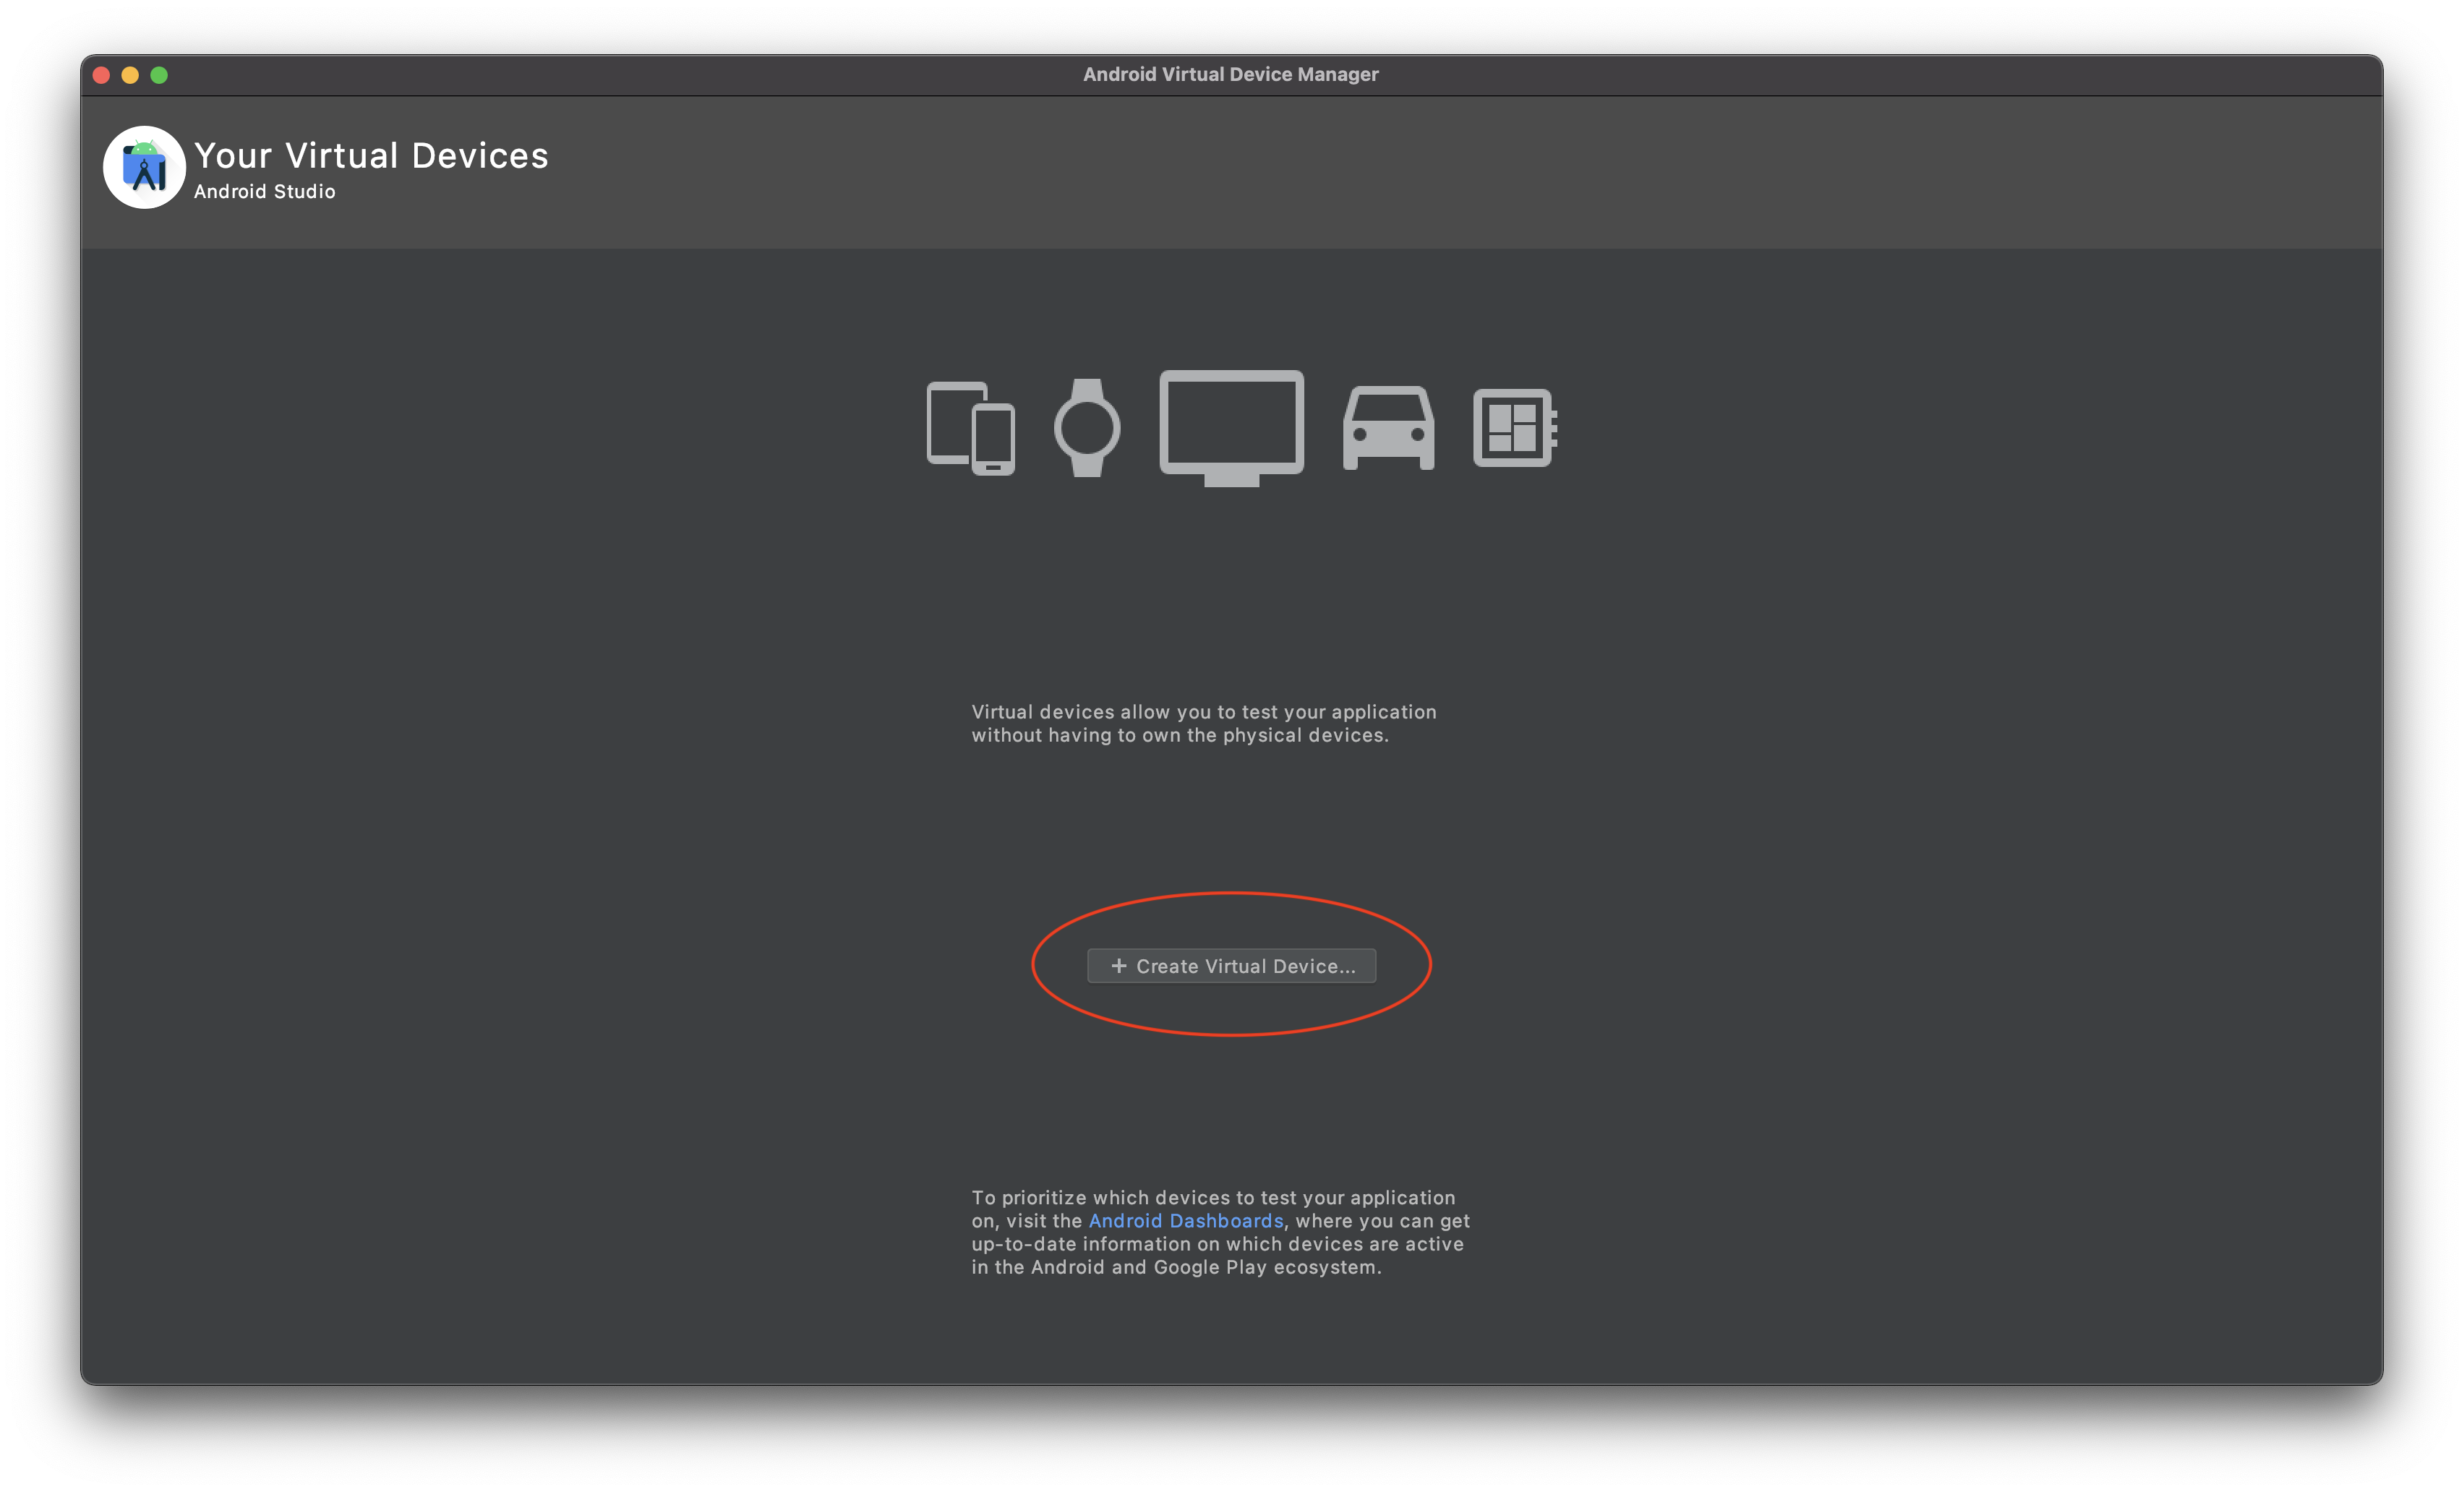 Android Virtual Device Manager
Your Virtual Devices
Android Studio
Virtual devices allow you to test your application
without having to own the physical devices.
+ Create Virtual Device...
To prioritize which devices to test your application
on, visit the Android Dashboards, where you can get
up-to-date information on which devices are active
in the Android and Google Play ecosystem.